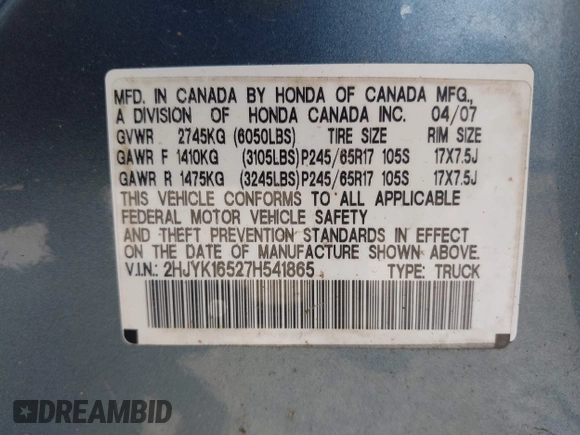 MFD. IN CANADA BY HONDA OF CANADA MFG.,
A DIVISION OF HONDA CANADA INC. 04/07
GVWR 2745KG (6050LBS) TIRE SIZE RIM SIZE
GAWR F 1410KG (3105LBS)P245/65R17 105S 17X7.5J
GAWR R 1475KG (3245LBS)P245/65R17 105S 17X7.5J
THIS VEHICLE CONFORMS TO ALL APPLICABLE
FEDERAL MOTOR VEHICLE SAFETY
AND THEFT PREVENTION STANDARDS IN EFFECT
ON THE DATE OF MANUFACTURE SHOWN ABOVE.
V.I.N.: 2HJYK16527H541865 TYPE: TRUCK
DREAMBID